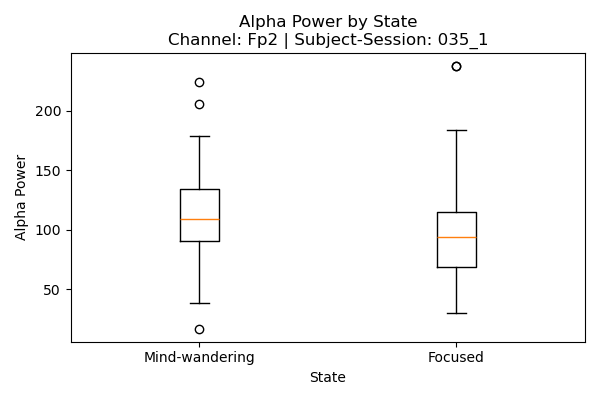 Alpha Power by State
Channel: Fp2 | Subject-Session: 035_1
Alpha Power
200
150
100
50
Mind-wandering
Focused
State